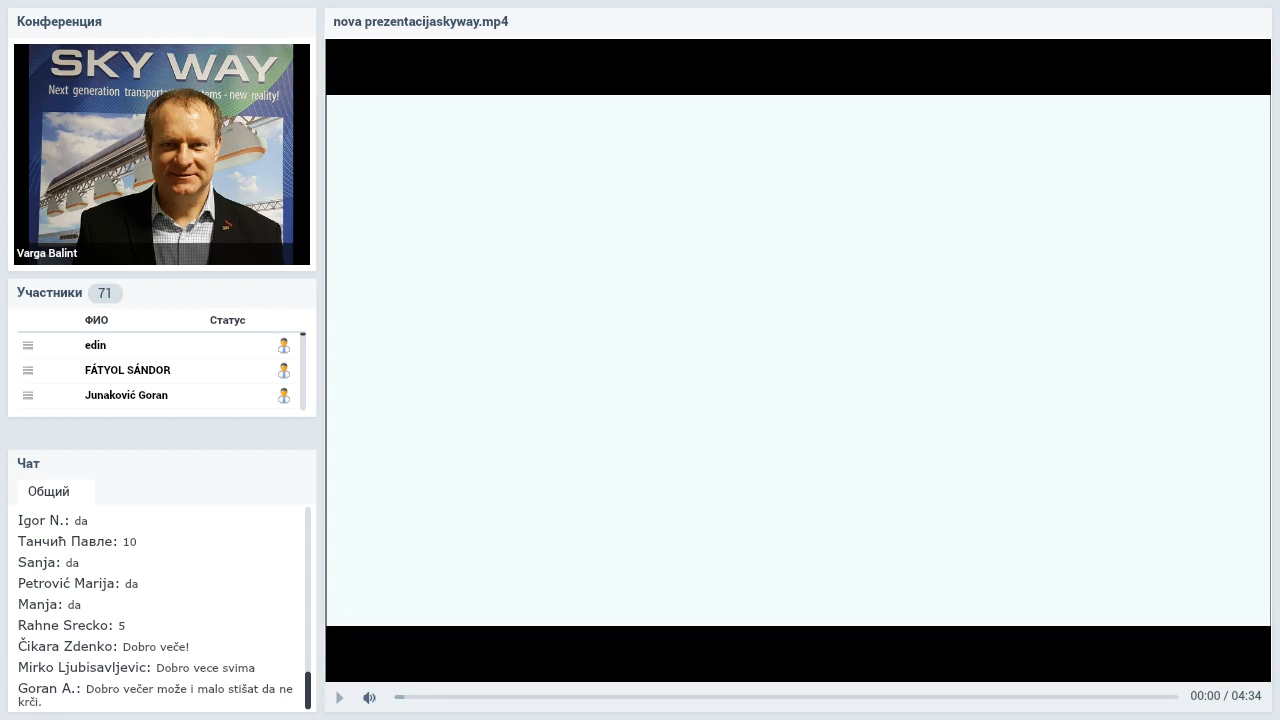 Конференция
SKY WAY
Next generation transportation systems - new reality!
Varga Balint
Участники 71
ФИО Статус
edin
FÁTYOL SÁNDOR
Junaković Goran
Чат
Общий
Igor N.: da
Танчић Павле: 10
Sanja: da
Petrović Marija: da
Manja: da
Rahne Srecko: 5
Čikara Zdenko: Dobro veče!
Mirko Ljubisavljevic: Dobro vece svima
Goran A.: Dobro večer može i malo stišat da ne
krči.
nova prezentacijaskyway.mp4
00:00 / 04:34